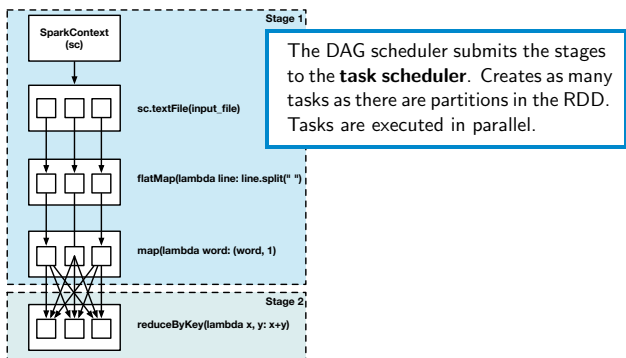 Stage 1
SparkContext
(sc)
The DAG scheduler submits the stages
to the task scheduler. Creates as many
tasks as there are partitions in the RDD.
Tasks are executed in parallel.
sc.textFile(input_file)
flatMap(lambda line: line.split(" ")
map(lambda word: (word, 1)
Stage 2
reduceByKey(lambda x, y: x+y)